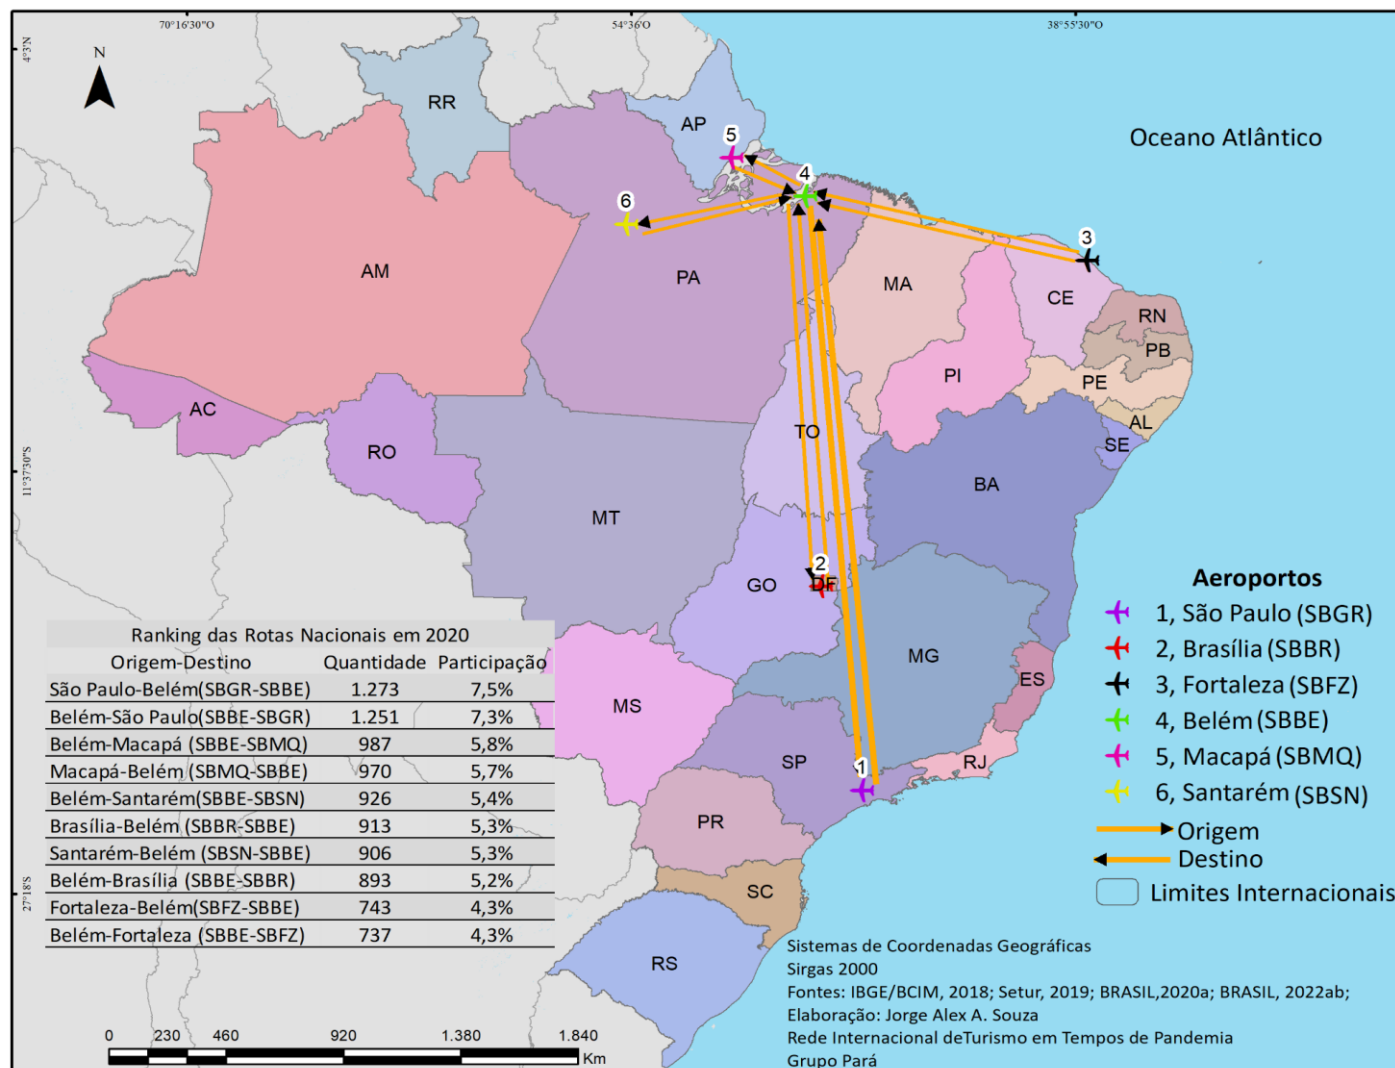 70°16'30"O
54°36'O
38°55'30"O
4°3'N
N
RR
AP
5
Oceano Atlântico
4
6
3
AM
PA
MA
CE
RN
PB
PI
PE
AC
AL
TO
SE
RO
11°37'30"S
BA
MT
2
GO
DF
Aeroportos
1, São Paulo (SBGR)
2, Brasília (SBBR)
3, Fortaleza (SBFZ)
4, Belém (SBBE)
5, Macapá (SBMQ)
6, Santarém (SBSN)
Origem
Destino
Limites Internacionais
MG
ES
MS
SP
RJ
1
PR
SC
RS
27°18'S
Ranking das Rotas Nacionais em 2020
Origem-Destino Quantidade Participação
São Paulo-Belém(SBGR-SBBE) 1.273 7,5%
Belém-São Paulo(SBBE-SBGR) 1.251 7,3%
Belém-Macapá (SBBE-SBMQ) 987 5,8%
Macapá-Belém (SBMQ-SBBE) 970 5,7%
Belém-Santarém(SBBE-SBSN) 926 5,4%
Brasília-Belém (SBBR-SBBE) 913 5,3%
Santarém-Belém (SBSN-SBBE) 906 5,3%
Belém-Brasília (SBBE-SBBR) 893 5,2%
Fortaleza-Belém(SBFZ-SBBE) 743 4,3%
Belém-Fortaleza (SBBE-SBFZ) 737 4,3%
Sistemas de Coordenadas Geográficas
Sirgas 2000
Fontes: IBGE/BCIM, 2018; Setur, 2019; BRASIL,2020a; BRASIL, 2022ab;
Elaboração: Jorge Alex A. Souza
Rede Internacional deTurismo em Tempos de Pandemia
Grupo Pará
0 230 460 920 1.380 1.840
Km